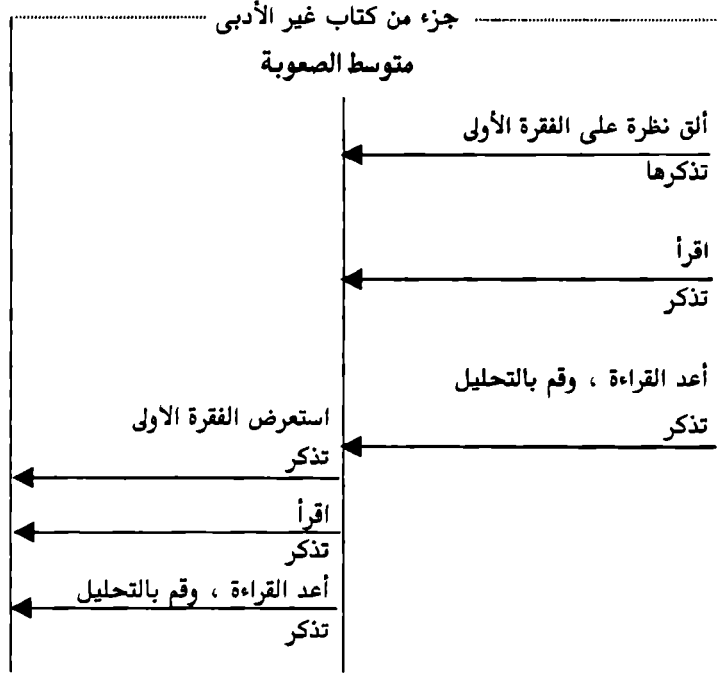 جزء من كتاب غير الأدبى
متوسط الصعوبة
ألق نظرة على الفقرة الأولى
تذكرها
اقرأ
تذكر
أعد القراءة ، وقم بالتحليل
تذكر
استعرض الفقرة الاولى
تذكر
اقرأ
تذكر
أعد القراءة ، وقم بالتحليل
تذكر